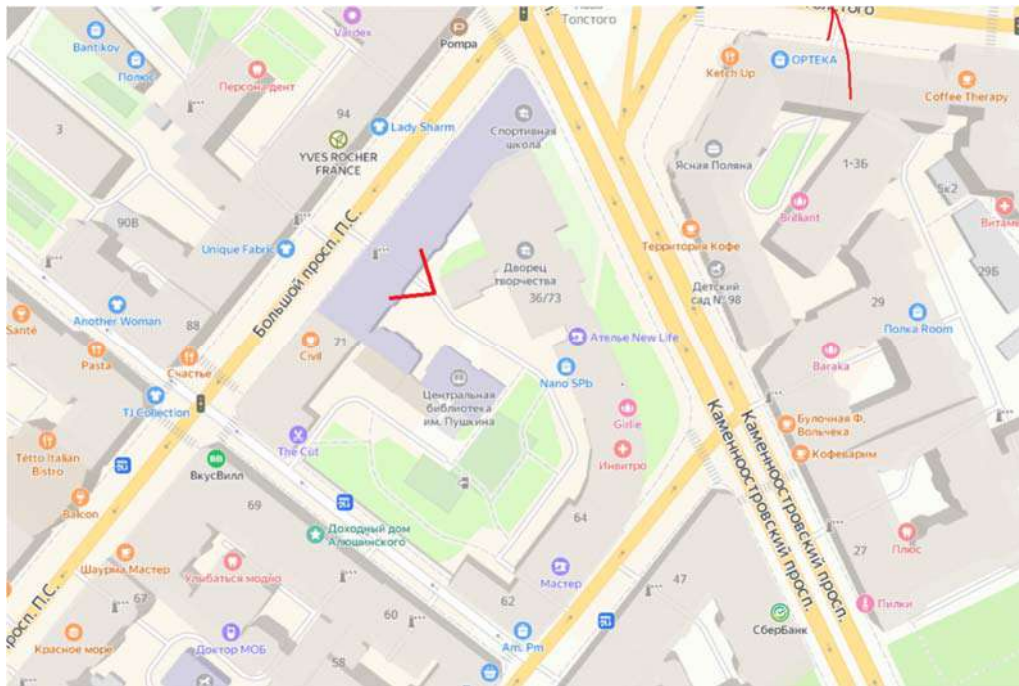 Толстого
Толстого
Bantikov
Vardex
Pompa
Полюс
Персона дент
Ketch Up
ОРТЕКА
Coffee Therapy
3
94
Lady Sharm
Спортивная
школа
YVES ROCHER
FRANCE
Ясная Поляна
1-3Б
5к2
Brilliant
90В
Unique Fabric
Большой просп. П.С.
Территория Кофе
Дворец
творчества
36/73
Детский
сад № 98
29Б
29
Another Woman
88
Santé
Полка Room
Pasta
Счастье
71
Civil
Ателье New Life
Baraka
TJ Collection
Центральная
библиотека
им. Пушкина
Nano SPb
Girlie
Булочная Ф.
Вольчека
Кофеварим
The Cut
Tetto Italian
Bistro
ВкусВилл
Инвитро
Каменноостровский просп.
Каменноостровский просп.
Balcon
69
64
Доходный дом
Алюшинского
Плюс
27
Шаурма Мастер
Улыбаться модно
Мастер
47
67
62
60
Пилки
СберБанк
просп. П.С.
Красное море
Доктор МОБ
58
Am. Pm